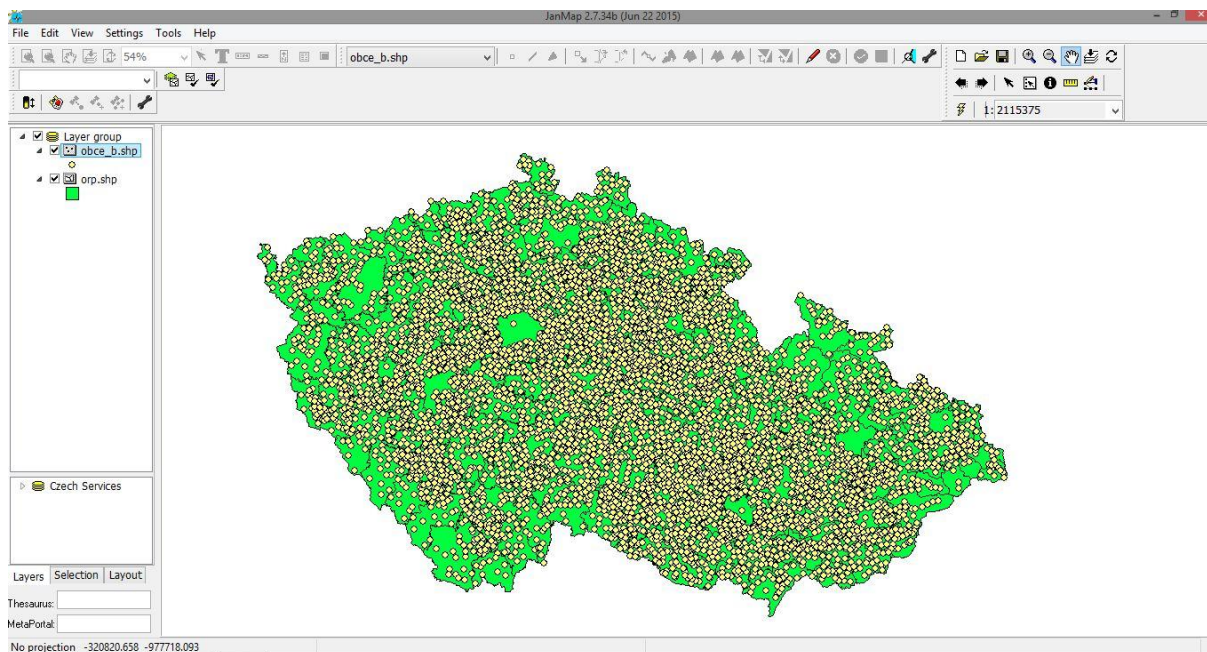 JanMap 2.7.34b (Jun 22 2015)
File Edit View Settings Tools Help
54%
obce_b.shp
1: 2115375
Layer group
obce_b.shp
orp.shp
Czech Services
Layers Selection Layout
Thesaurus:
MetaPortal:
No projection -320820.658 -977718.093